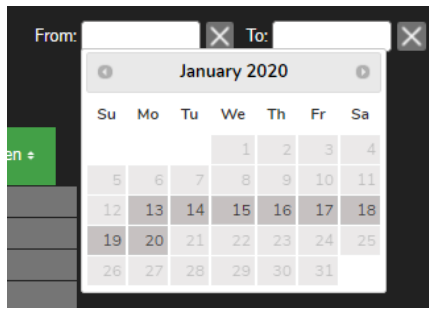 From: To:
January 2020
Su Mo Tu We Th Fr Sa
1 2 3 4
en
5 6 7 8 9 10 11
12 13 14 15 16 17 18
19 20 21 22 23 24 25
26 27 28 29 30 31